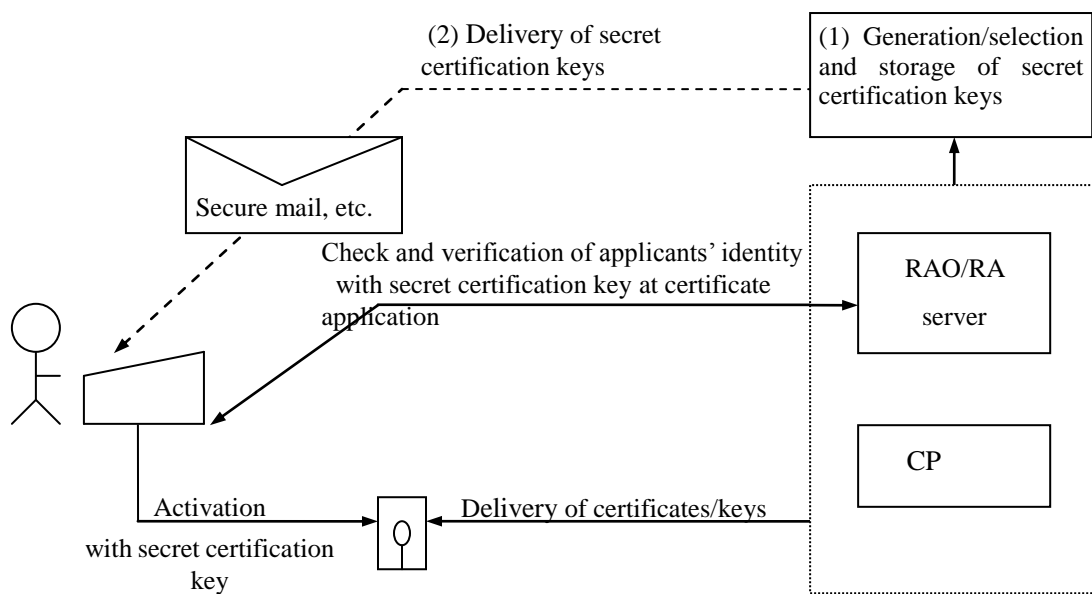 (2) Delivery of secret
certification keys
(1) Generation/selection
and storage of secret
certification keys
Secure mail, etc.
Check and verification of applicants’ identity
with secret certification key at certificate
application
RAO/RA
server
CP
Activation
with secret certification
key
Delivery of certificates/keys